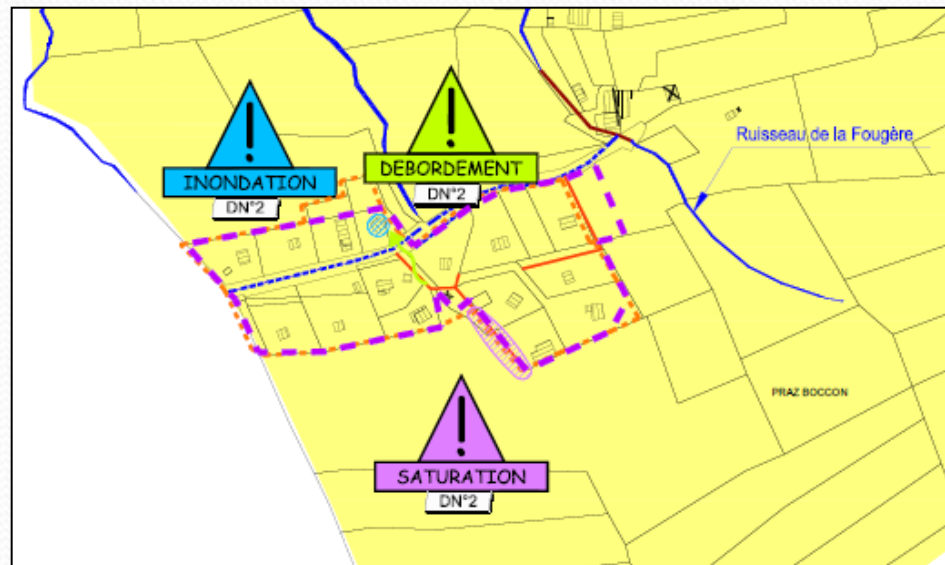 INONDATION
DN°2
DEBORDEMENT
DN°2
Ruisseau de la Fougère
SATURATION
DN°2
PRAZ BOCCON